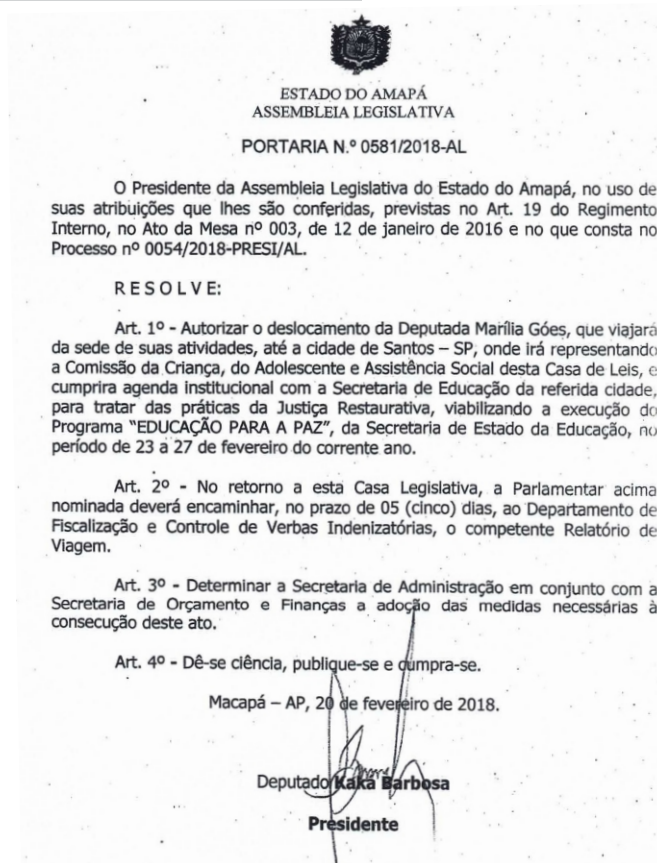 ESTADO DO AMAPÁ
ASSEMBLEIA LEGISLATIVA
PORTARIA N.º 0581/2018-AL
O Presidente da Assembleia Legislativa do Estado do Amapá, no uso de
suas atribuições que lhes são conferidas, previstas no Art. 19 do Regimento
Interno, no Ato da Mesa nº 003, de 12 de janeiro de 2016 e no que consta no
Processo nº 0054/2018-PRESI/AL.
R E S O L V E:
Art. 1º - Autorizar o deslocamento da Deputada Marília Góes, que viajará
da sede de suas atividades, até a cidade de Santos – SP, onde irá representando
a Comissão da Criança, do Adolescente e Assistência Social desta Casa de Leis, e
cumprira agenda institucional com a Secretaria de Educação da referida cidade,
para tratar das práticas da Justiça Restaurativa, viabilizando a execução do
Programa "EDUCAÇÃO PARA A PAZ", da Secretaria de Estado da Educação, no
período de 23 a 27 de fevereiro do corrente ano.
Art. 2º - No retorno a esta Casa Legislativa, a Parlamentar acima
nominada deverá encaminhar, no prazo de 05 (cinco) dias, ao Departamento de
Fiscalização e Controle de Verbas Indenizatórias, o competente Relatório de
Viagem.
Art. 3º - Determinar a Secretaria de Administração em conjunto com a
Secretaria de Orçamento e Finanças a adoção das medidas necessárias à
consecução deste ato.
Art. 4º - Dê-se ciência, publique-se e cumpra-se.
Macapá – AP, 20 de fevereiro de 2018.
Deputado Kaká Barbosa
Presidente